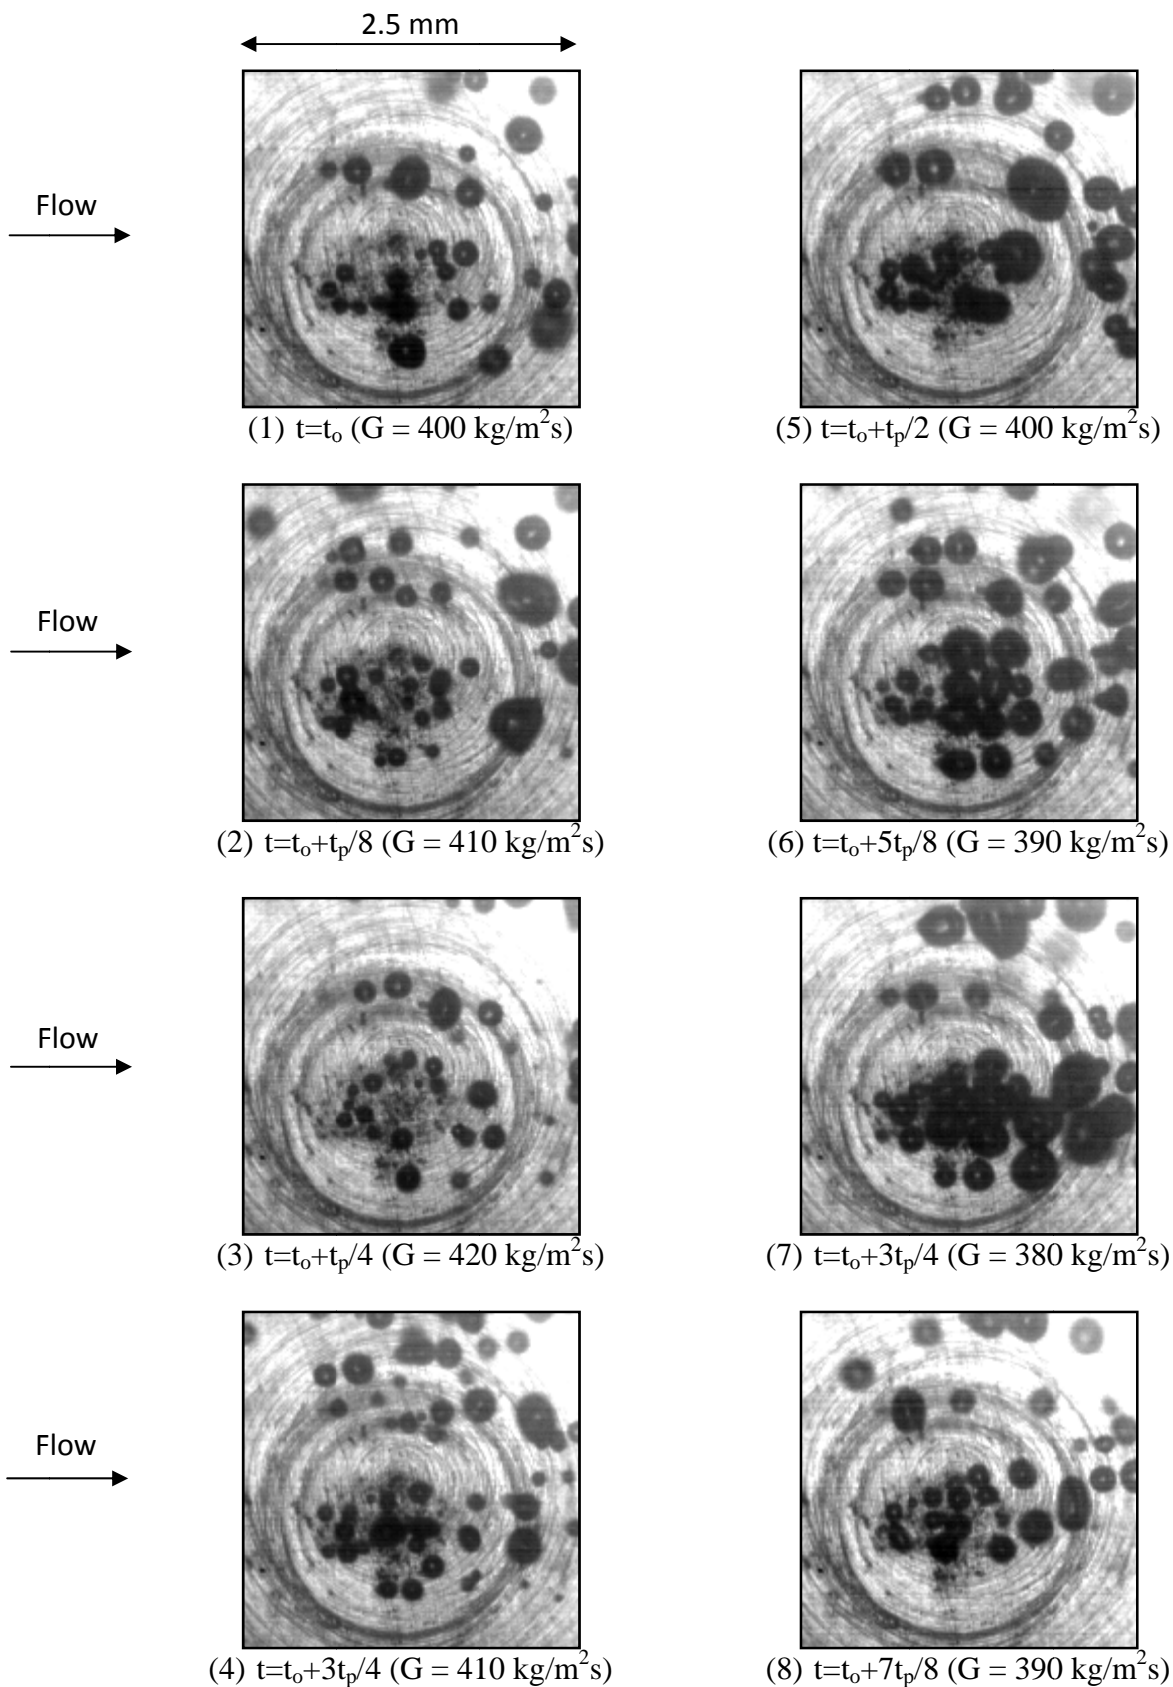 2.5 mm
Flow
(1) t=tₒ (G = 400 kg/m²s)
(5) t=tₒ+tₚ/2 (G = 400 kg/m²s)
Flow
(2) t=tₒ+tₚ/8 (G = 410 kg/m²s)
(6) t=tₒ+5tₚ/8 (G = 390 kg/m²s)
Flow
(3) t=tₒ+tₚ/4 (G = 420 kg/m²s)
(7) t=tₒ+3tₚ/4 (G = 380 kg/m²s)
Flow
(4) t=tₒ+3tₚ/4 (G = 410 kg/m²s)
(8) t=tₒ+7tₚ/8 (G = 390 kg/m²s)